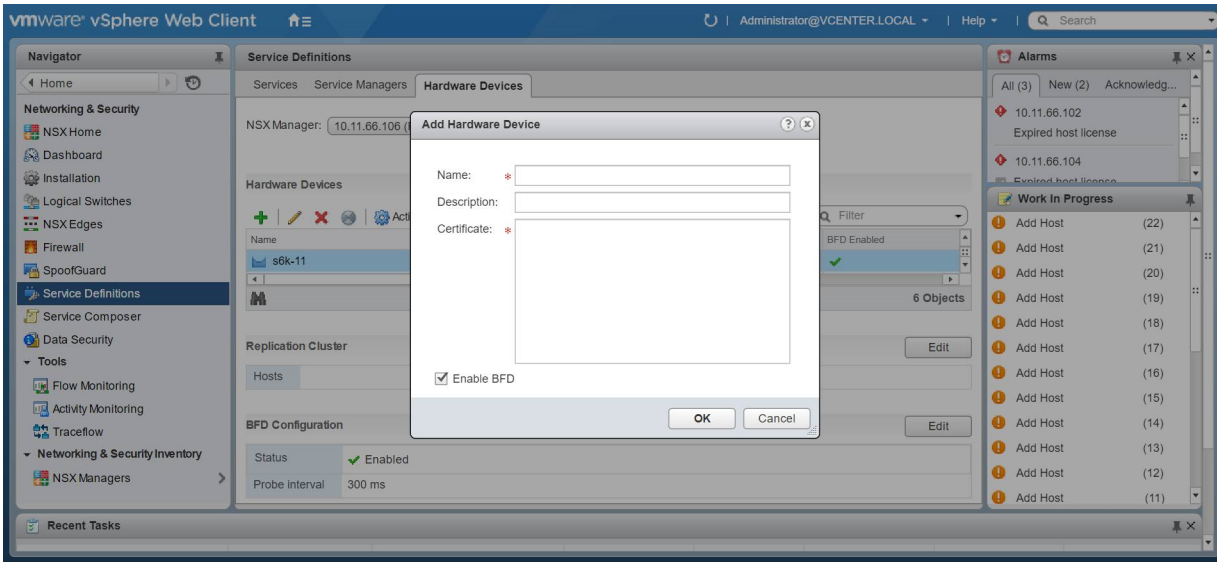 vmware® vSphere Web Client
Administrator@VCENTER.LOCAL
Help
Search
Navigator
Home
Networking & Security
NSX Home
Dashboard
Installation
Logical Switches
NSX Edges
Firewall
SpoofGuard
Service Definitions
Service Composer
Data Security
Tools
Flow Monitoring
Activity Monitoring
Traceflow
Networking & Security Inventory
NSX Managers
Service Definitions
Services Service Managers Hardware Devices
NSX Manager: 10.11.66.106
Hardware Devices
Filter
Name BFD Enabled
s6k-11
6 Objects
Replication Cluster Edit
Hosts
BFD Configuration Edit
Status Enabled
Probe interval 300 ms
Add Hardware Device
Name: *
Description:
Certificate: *
Enable BFD
OK Cancel
Alarms
All (3) New (2) Acknowledg...
10.11.66.102
Expired host license
10.11.66.104
Expired host license
Work In Progress
Add Host (22)
Add Host (21)
Add Host (20)
Add Host (19)
Add Host (18)
Add Host (17)
Add Host (16)
Add Host (15)
Add Host (14)
Add Host (13)
Add Host (12)
Add Host (11)
Recent Tasks